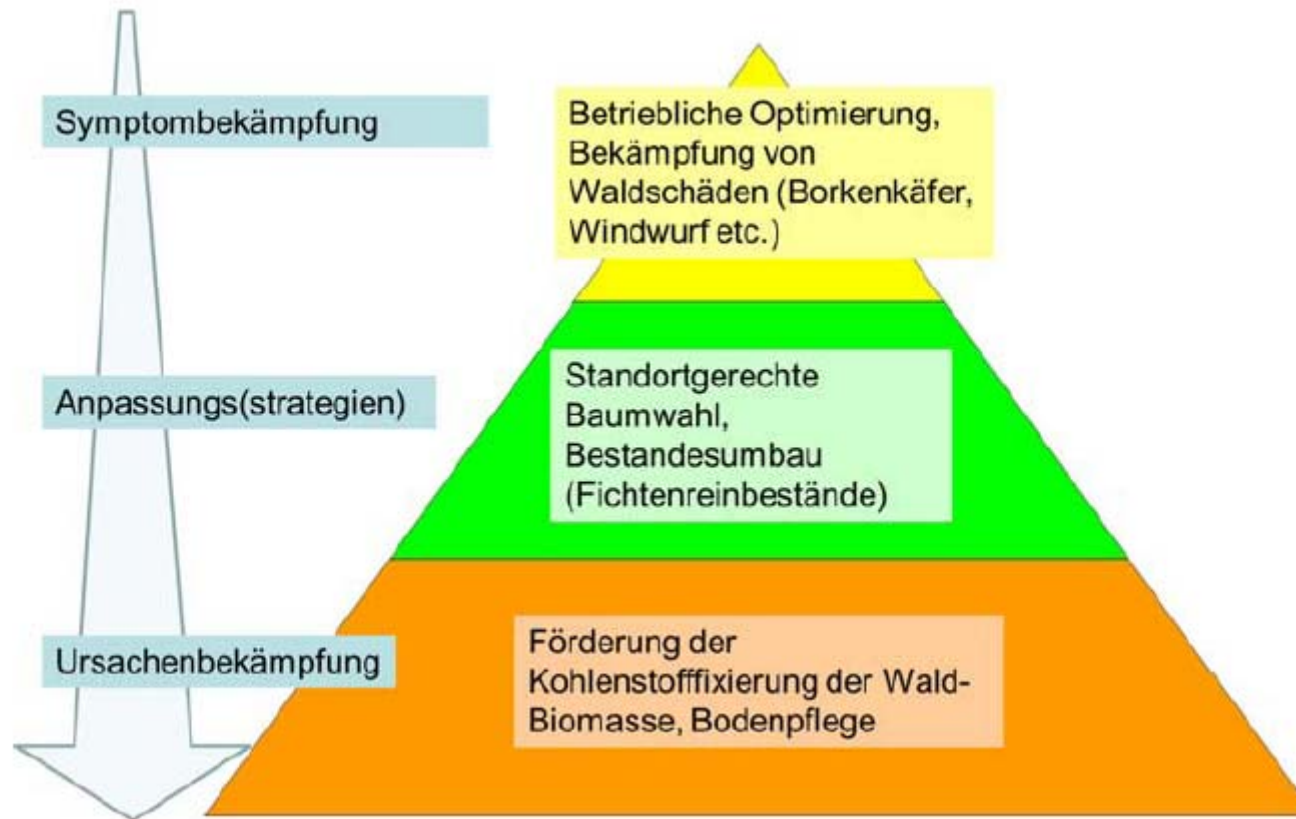 Symptombekämpfung
Betriebliche Optimierung,
Bekämpfung von
Waldschäden (Borkenkäfer,
Windwurf etc.)
Anpassungs(strategien)
Standortgerechte
Baumwahl,
Bestandesumbau
(Fichtenreinbestände)
Ursachenbekämpfung
Förderung der
Kohlenstofffixierung der Wald-
Biomasse, Bodenpflege